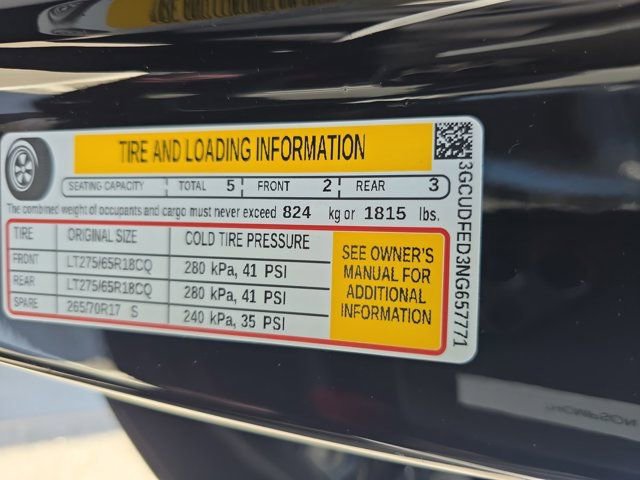 TIRE AND LOADING INFORMATION
SEATING CAPACITY TOTAL 5 FRONT 2 REAR 3
The combined weight of occupants and cargo must never exceed 824 kg or 1815 lbs.
TIRE ORIGINAL SIZE COLD TIRE PRESSURE
FRONT LT275/65R18CQ 280 kPa, 41 PSI
REAR LT275/65R18CQ 280 kPa, 41 PSI
SPARE 265/70R17 S 240 kPa, 35 PSI
SEE OWNER'S
MANUAL FOR
ADDITIONAL
INFORMATION
3GCUDFED3NG657771